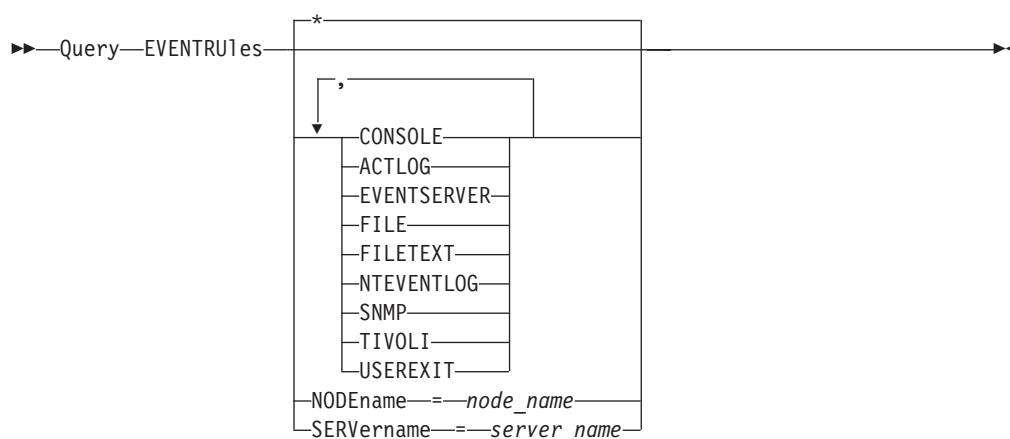 *
Query EVENTRUles
,
CONSOLE
ACTLOG
EVENTSERVER
FILE
FILETEXT
NTEVENTLOG
SNMP
TIVOLI
USEREXIT
NODEname = node_name
SERVername = server_name